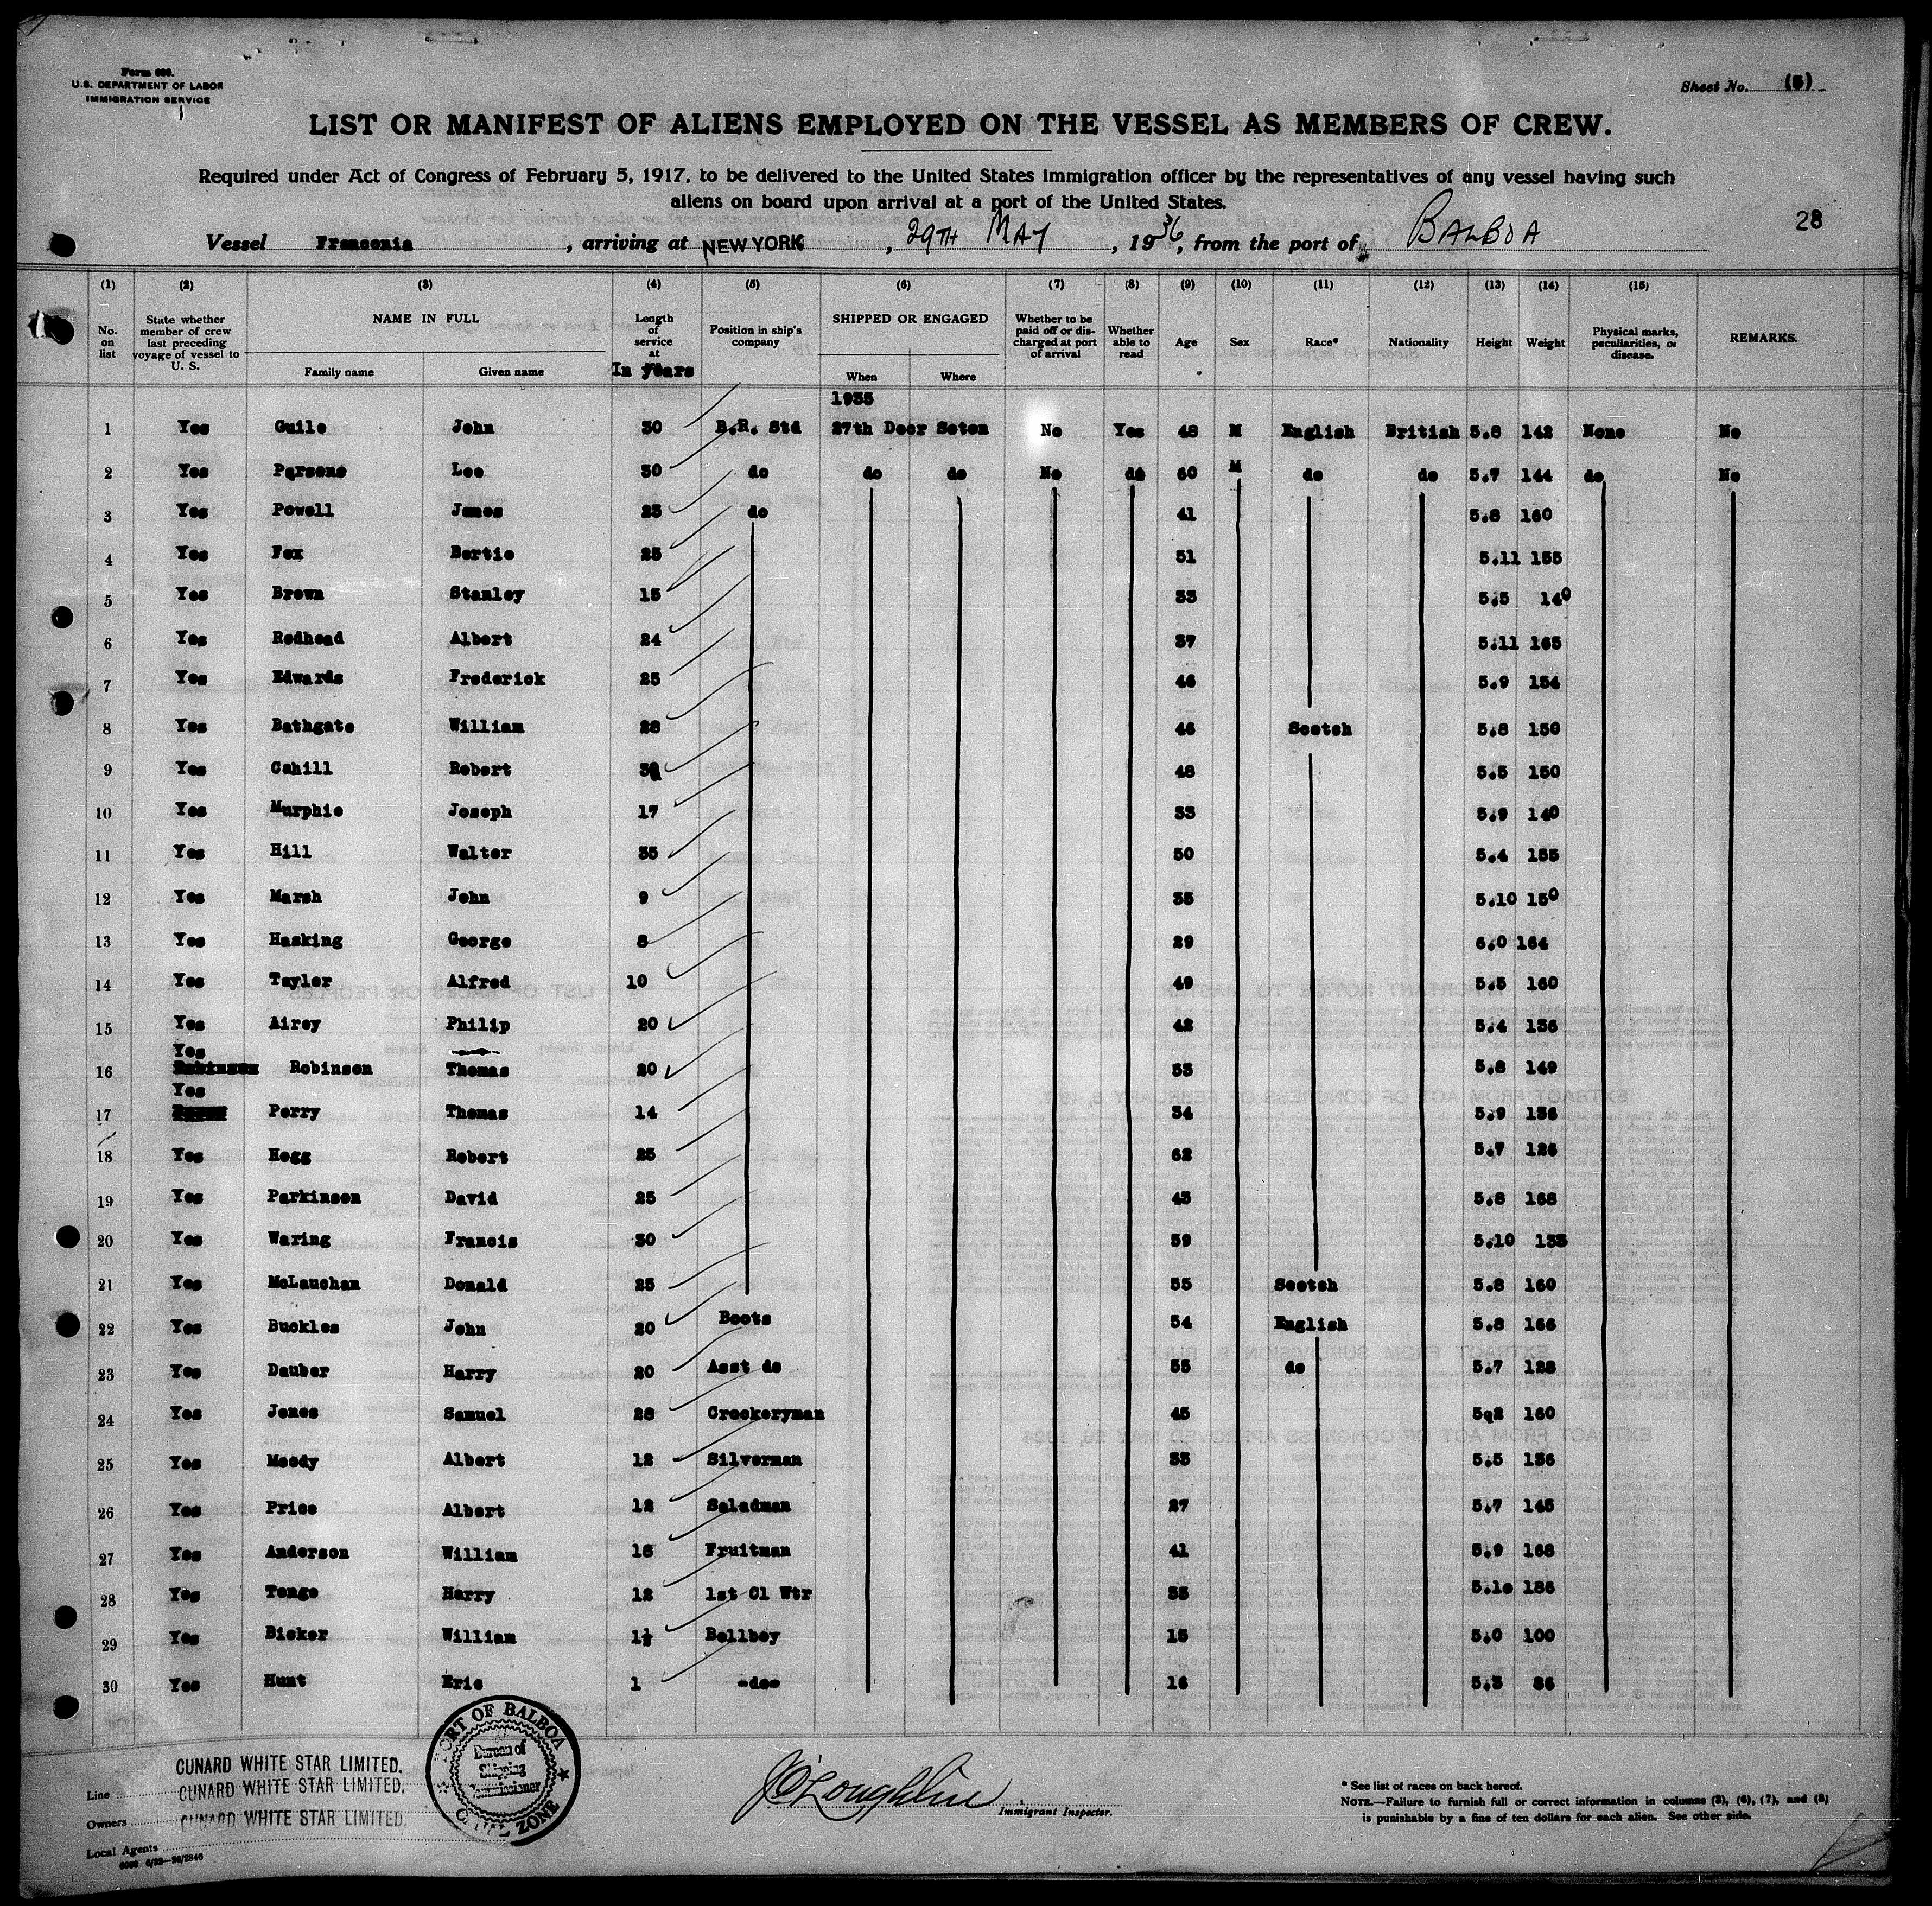 Form 680.
U.S. DEPARTMENT OF LABOR
IMMIGRATION SERVICE
Sheet No. (5)
LIST OR MANIFEST OF ALIENS EMPLOYED ON THE VESSEL AS MEMBERS OF CREW.
Required under Act of Congress of February 5, 1917, to be delivered to the United States immigration officer by the representatives of any vessel having such
aliens on board upon arrival at a port of the United States.
28
Vessel Franconia, arriving at NEW YORK, 29TH MAY, 1936, from the port of BALBOA
(1) (2) (3) (4) (5) (6) (7) (8) (9) (10) (11) (12) (13) (14) (15)
No. on list State whether member of crew last preceding voyage of vessel to U. S. NAME IN FULL Family name Given name Length of service at In years Position in ship's company SHIPPED OR ENGAGED When Where Whether to be paid off or discharged at port of arrival Whether able to read Age Sex Race* Nationality Height Weight Physical marks, peculiarities, or disease. REMARKS.
1935
1 Yes Guile John 30 B.R. Std 27th Decr Soton No Yes 48 M English British 5.8 142 None No
2 Yes Parsons Leo 30 do do do No do 60 M do do 5.7 144 do No
3 Yes Powell James 23 do 41 5.8 160
4 Yes Fox Bertie 25 51 5.11 155
5 Yes Brown Stanley 15 33 5.5 140
6 Yes Redhead Albert 24 37 5.11 165
7 Yes Edwards Frederick 25 46 5.9 154
8 Yes Bathgate William 28 46 Scotch 5.8 150
9 Yes Cahill Robert 48 5.5 150
10 Yes Murphie Joseph 17 33 5.9 140
11 Yes Hill Walter 35 50 5.4 155
12 Yes Marsh John 9 35 5.10 150
13 Yes Hasking George 8 29 6.0 164
14 Yes Taylor Alfred 10 49 5.5 160
15 Yes Airey Philip 20 42 5.4 136
16 Yes Robinson Thomas 20 53 5.8 149
17 Yes Perry Thomas 14 34 5.9 136
18 Yes Hogg Robert 25 62 5.7 126
19 Yes Parkinson David 25 43 5.8 168
20 Yes Waring Francis 30 59 5.10 133
21 Yes McLauchan Donald 25 55 Scotch 5.8 160
22 Yes Buckles John 20 Boots 54 English 5.8 166
23 Yes Dauber Harry 20 Asst do 55 do 5.7 128
24 Yes Jones Samuel 28 Crockeryman 45 5q2 160
25 Yes Moody Albert 12 Silverman 33 5.5 136
26 Yes Price Albert 12 Saladman 27 5.7 145
27 Yes Anderson William 16 Fruitman 41 5.9 168
28 Yes Tonge Harry 12 1st Cl Wtr 33 5.1o 186
29 Yes Bicker William 1½ Bellboy 15 5.0 100
30 Yes Hunt Eric 1 -do- 16 5.3 86
Line CUNARD WHITE STAR LIMITED.
CUNARD WHITE STAR LIMITED.
Owners CUNARD WHITE STAR LIMITED.
Local Agents
6060 6/33—26/2846
PORT OF BALBOA
Bureau of
Shipping
Commissioner
CANAL ZONE
J O'Loughlin
Immigrant Inspector.
* See list of races on back hereof.
NOTE.—Failure to furnish full or correct information in columns (3), (6), (7), and (8)
is punishable by a fine of ten dollars for each alien. See other side.